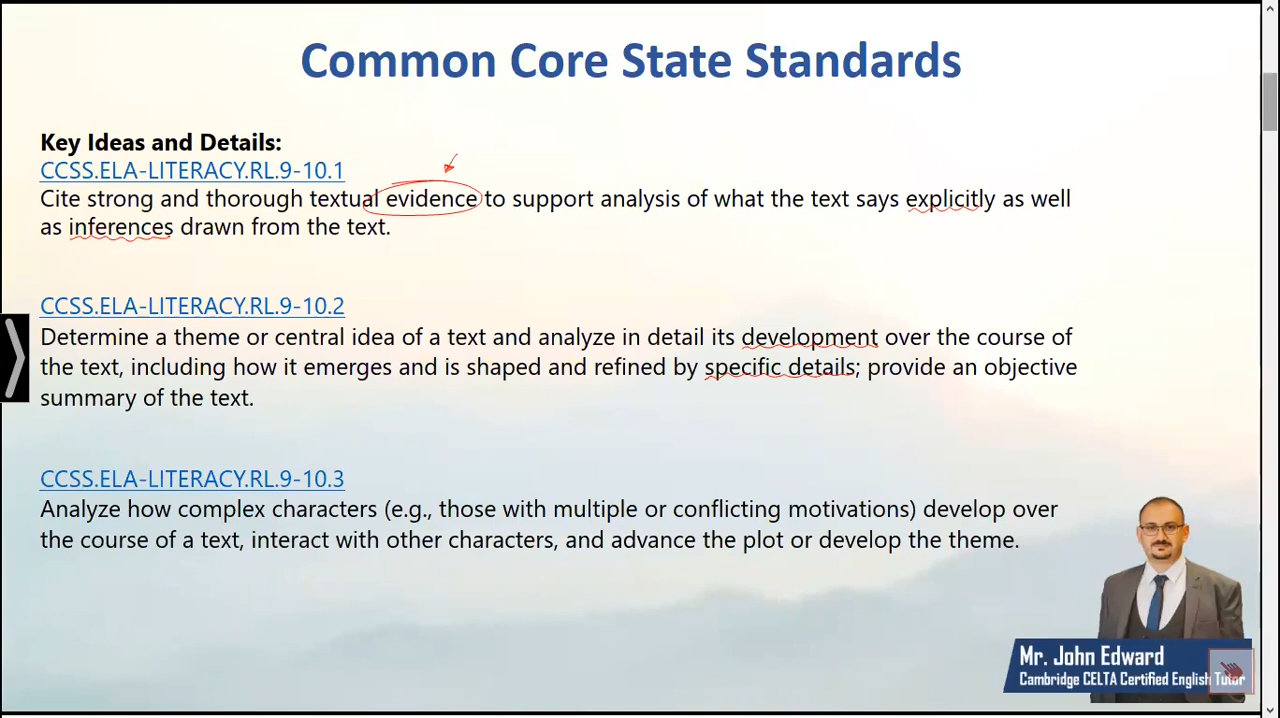 Common Core State Standards
Key Ideas and Details:
CCSS.ELA-LITERACY.RL.9-10.1
Cite strong and thorough textual evidence to support analysis of what the text says explicitly as well
as inferences drawn from the text.
CCSS.ELA-LITERACY.RL.9-10.2
Determine a theme or central idea of a text and analyze in detail its development over the course of
the text, including how it emerges and is shaped and refined by specific details; provide an objective
summary of the text.
CCSS.ELA-LITERACY.RL.9-10.3
Analyze how complex characters (e.g., those with multiple or conflicting motivations) develop over
the course of a text, interact with other characters, and advance the plot or develop the theme.
Mr. John Edward
Cambridge CELTA Certified English Tutor